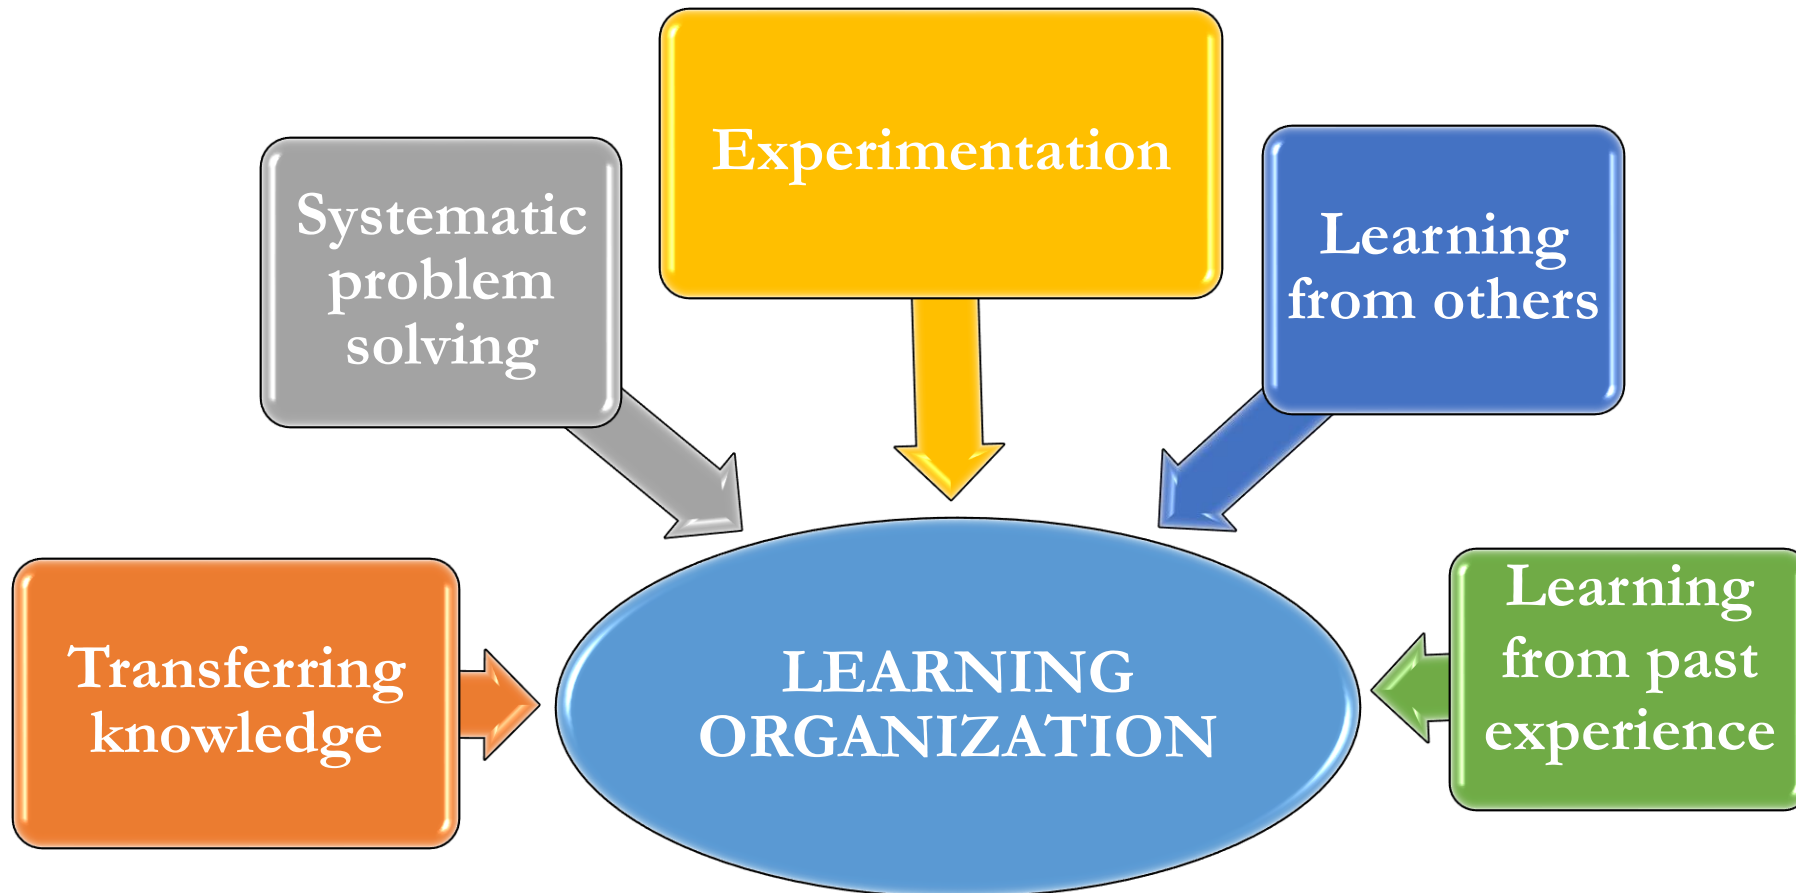 Experimentation
Systematic
problem
solving
Learning
from others
Transferring
knowledge
LEARNING
ORGANIZATION
Learning
from past
experience